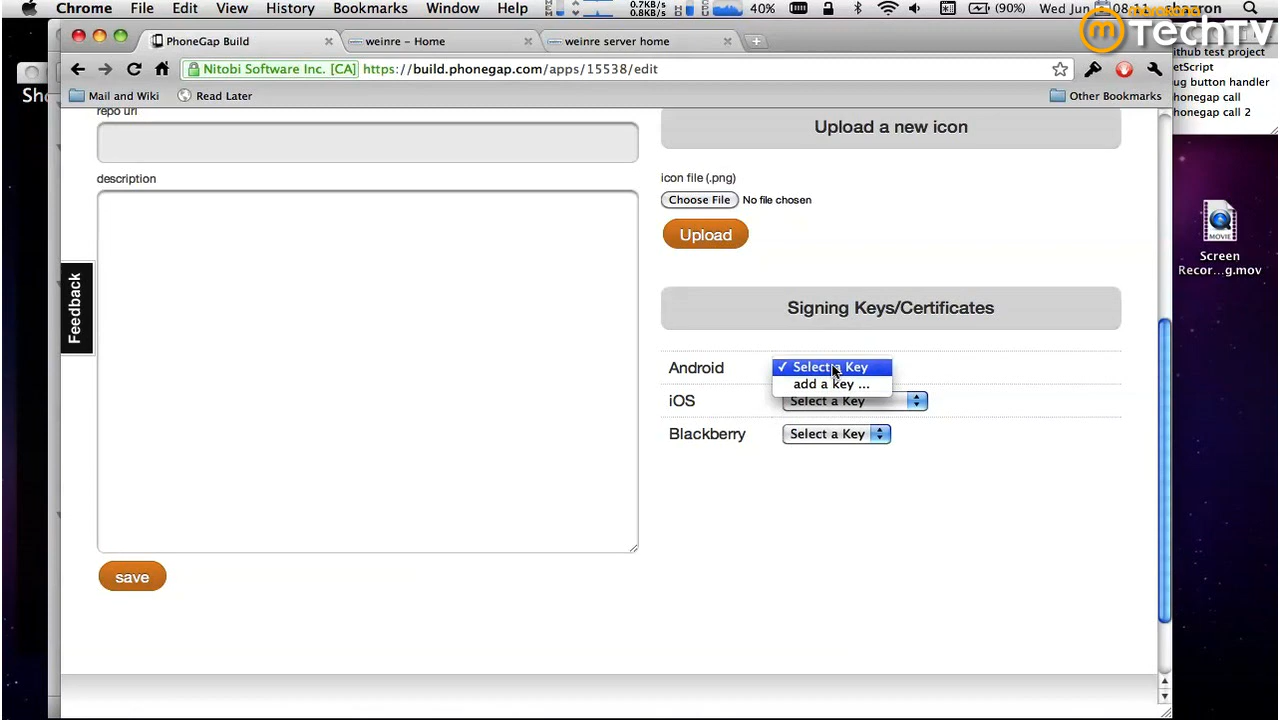 Chrome File Edit View History Bookmarks Window Help 0.7KB/s 0.8KB/s 40% (90%) Wed Jun
m TechTV
PhoneGap Build
weinre – Home
weinre server home
ithub test project
etScript
ug button handler
honegap call
honegap call 2
Sho
Nitobi Software Inc. [CA] https://build.phonegap.com/apps/15538/edit
Mail and Wiki Read Later Other Bookmarks
repo url
Upload a new icon
description
icon file (.png)
Choose File No file chosen
Upload
Feedback
Signing Keys/Certificates
Android ✓ Select a Key
add a key ...
iOS Select a Key
Blackberry Select a Key
save
MOVIE
Screen
Recor...g.mov